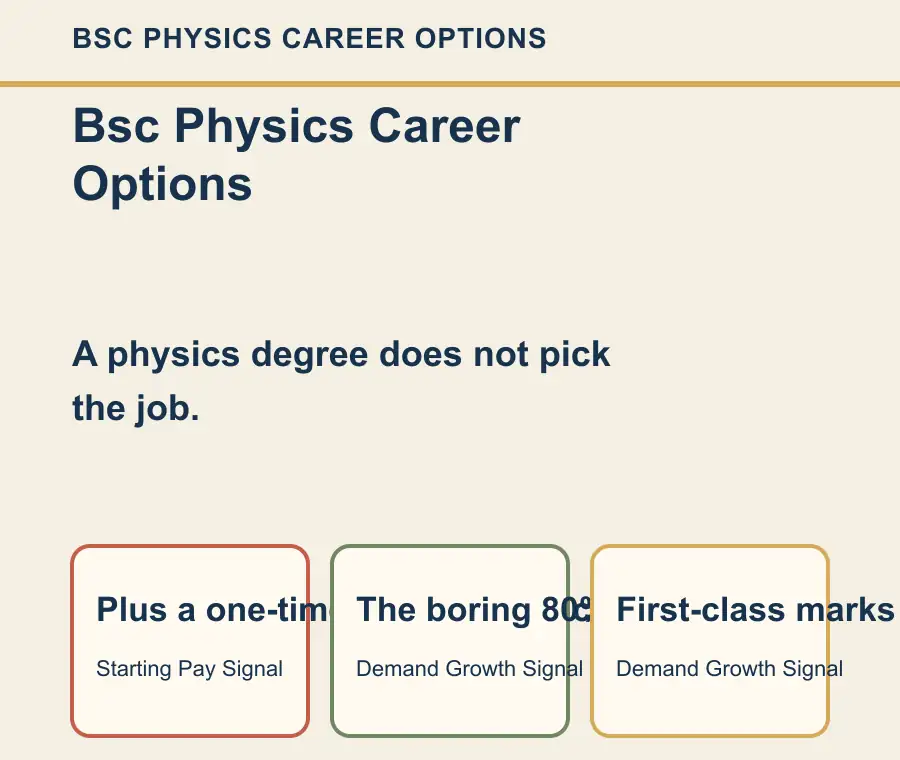 BSC PHYSICS CAREER OPTIONS
Bsc Physics Career
Options
A physics degree does not pick
the job.
Plus a one-time
The boring 80%
First-class marks
Starting Pay Signal
Demand Growth Signal
Demand Growth Signal